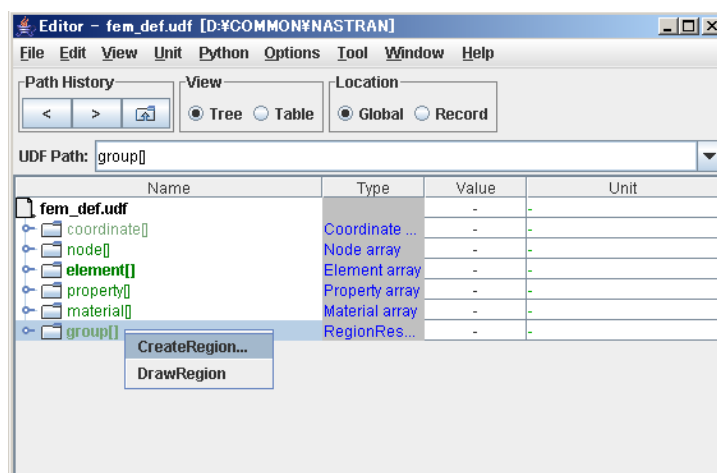 Editor - fem_def.udf [D:¥COMMON¥NASTRAN]
File Edit View Unit Python Options Tool Window Help
Path History View Location
< > Tree Table Global Record
UDF Path: group[]
Name Type Value Unit
fem_def.udf - -
coordinate[] Coordinate ... - -
node[] Node array - -
element[] Element array - -
property[] Property array - -
material[] Material array - -
group[] RegionRes... - -
CreateRegion...
DrawRegion